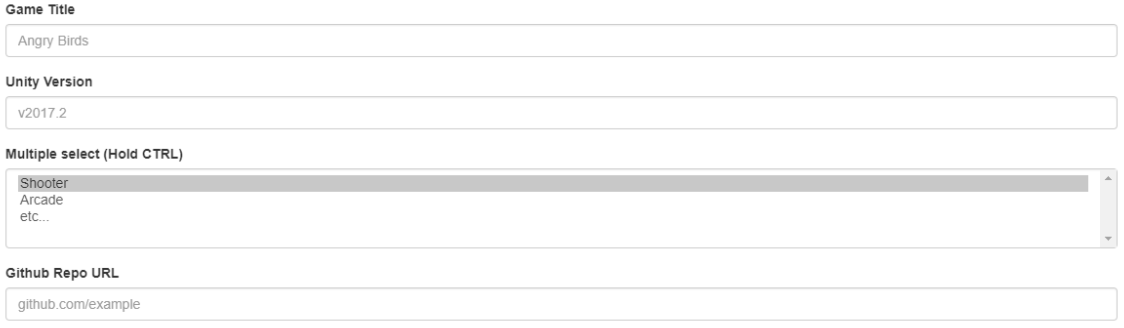 Game Title
Angry Birds
Unity Version
v2017.2
Multiple select (Hold CTRL)
Shooter
Arcade
etc...
Github Repo URL
github.com/example